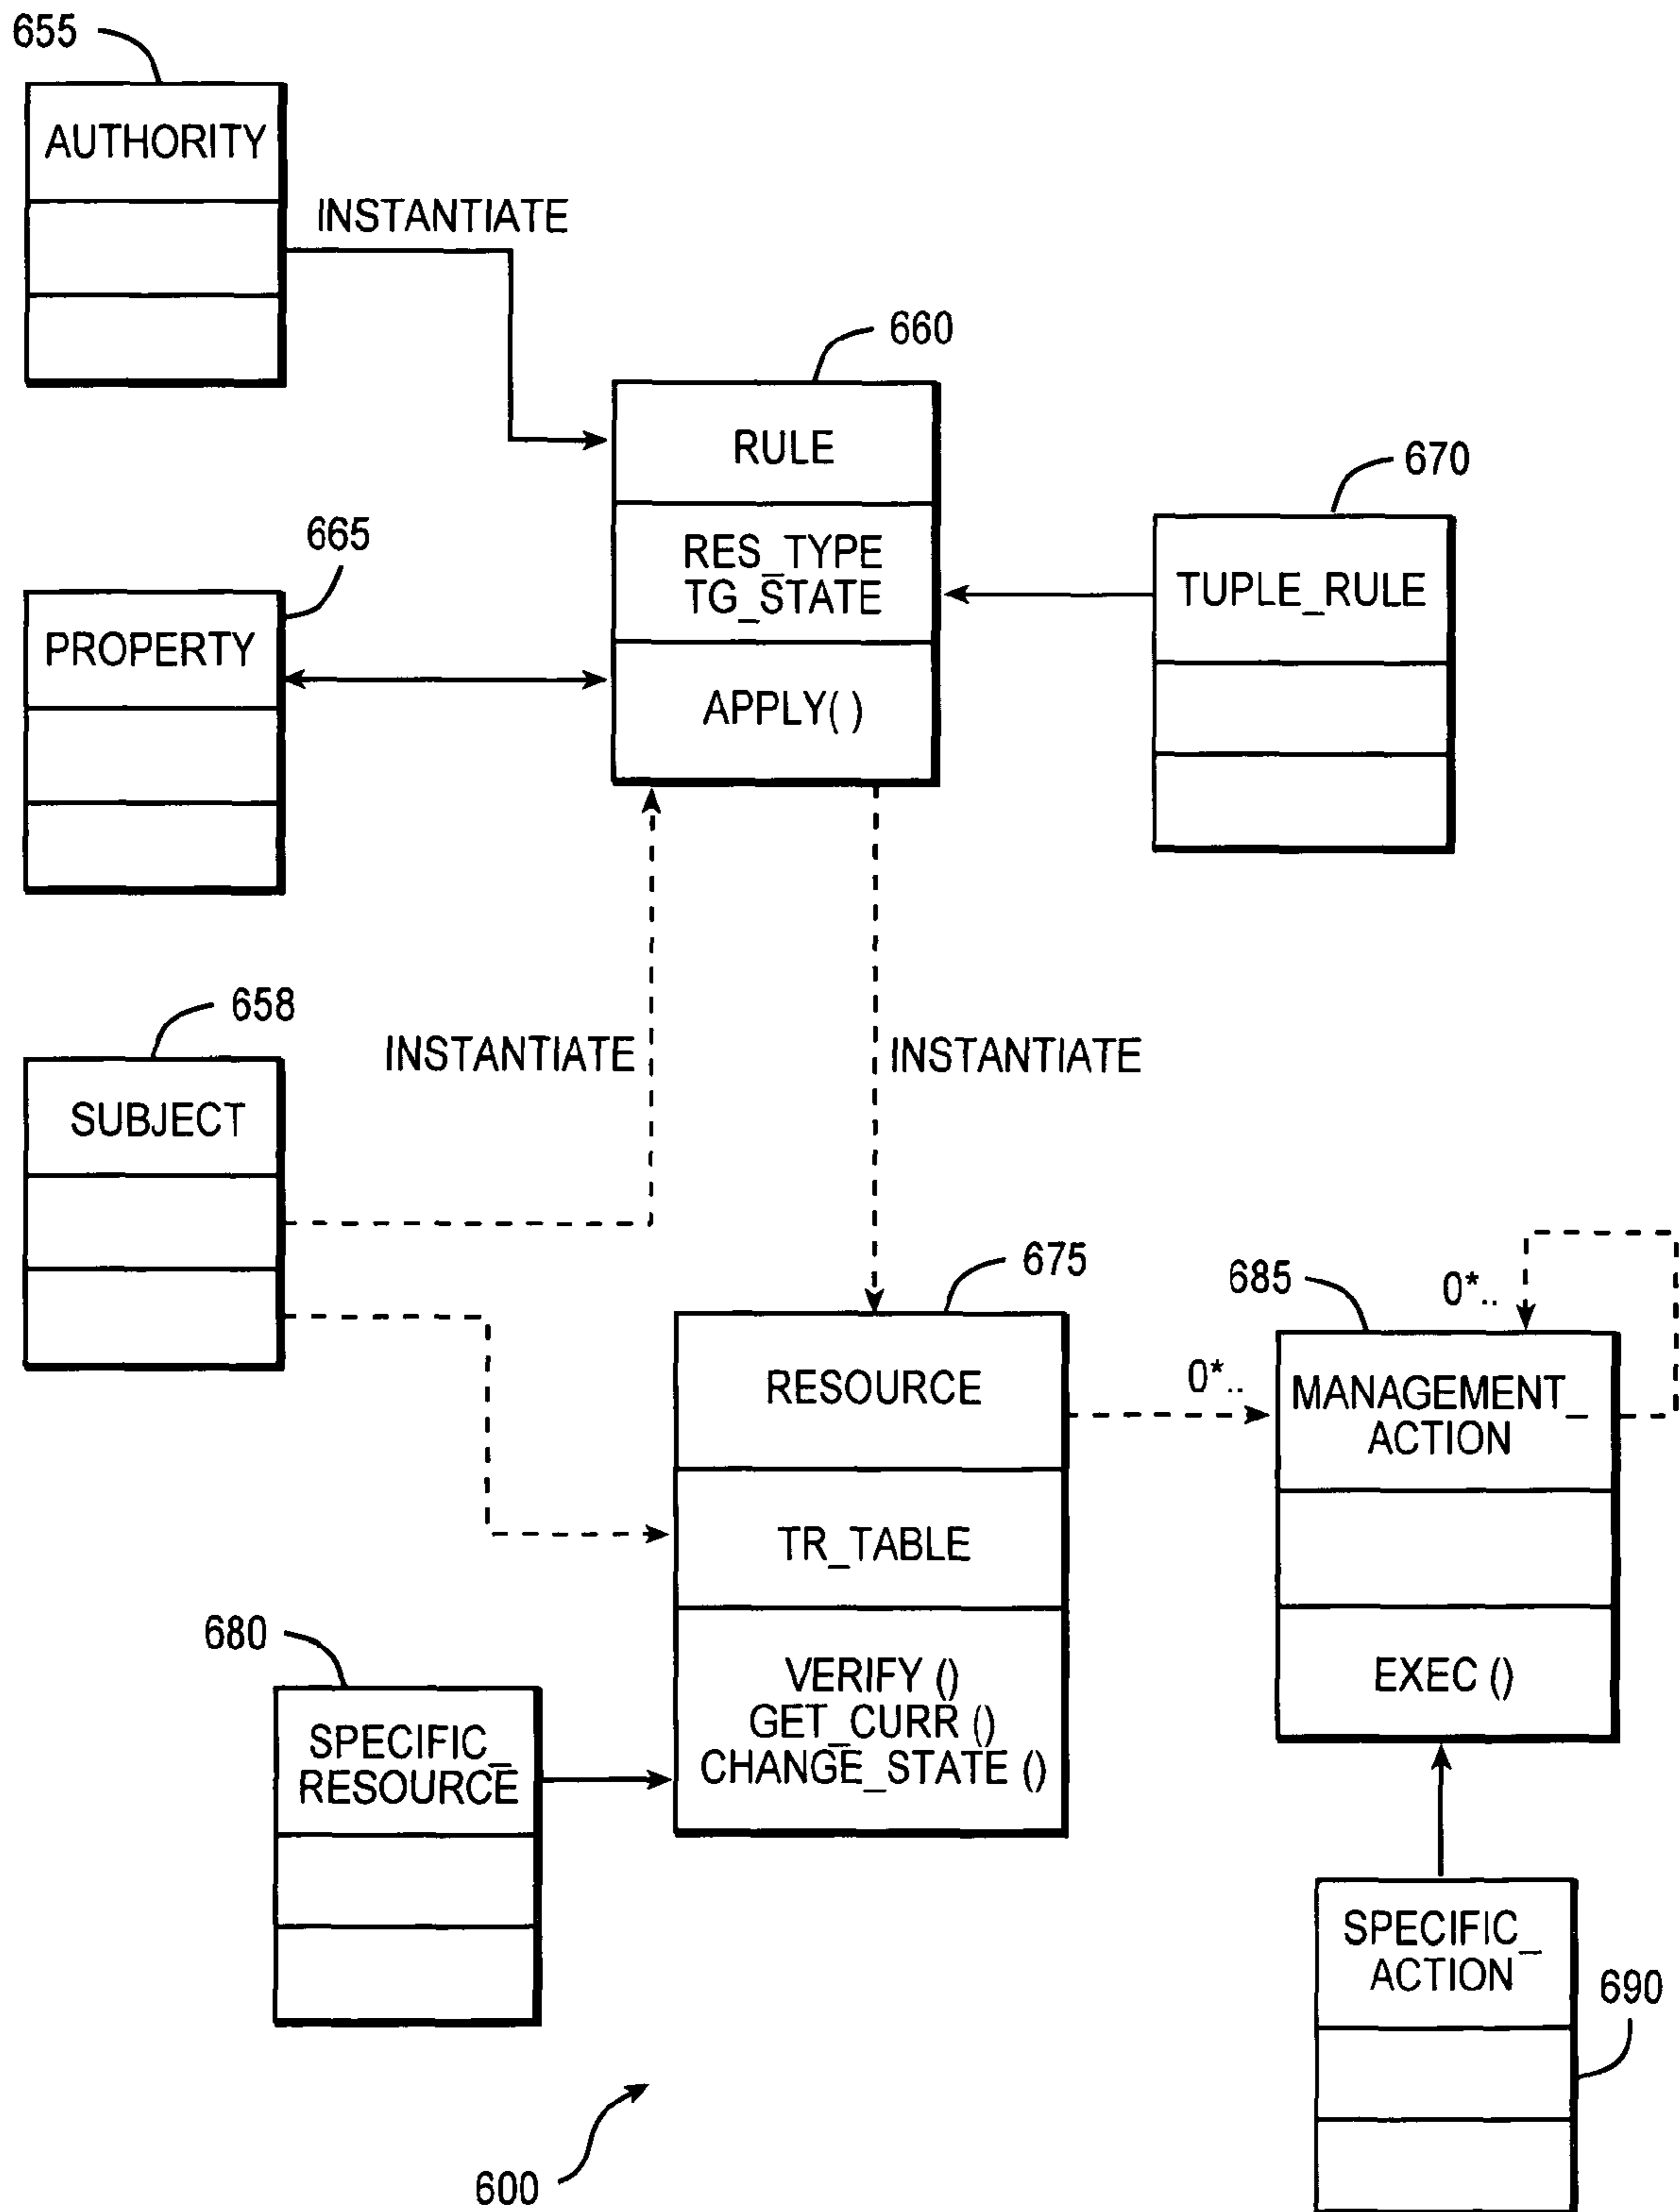 655
AUTHORITY
INSTANTIATE
660
RULE
RES_TYPE
TG_STATE
APPLY( )
670
TUPLE_RULE
665
PROPERTY
658
SUBJECT
INSTANTIATE
INSTANTIATE
675
RESOURCE
TR_TABLE
VERIFY ()
GET_CURR ()
CHANGE_STATE ()
0*..
685
0*..
MANAGEMENT_
ACTION
EXEC ()
680
SPECIFIC_
RESOURCE
SPECIFIC_
ACTION
690
600